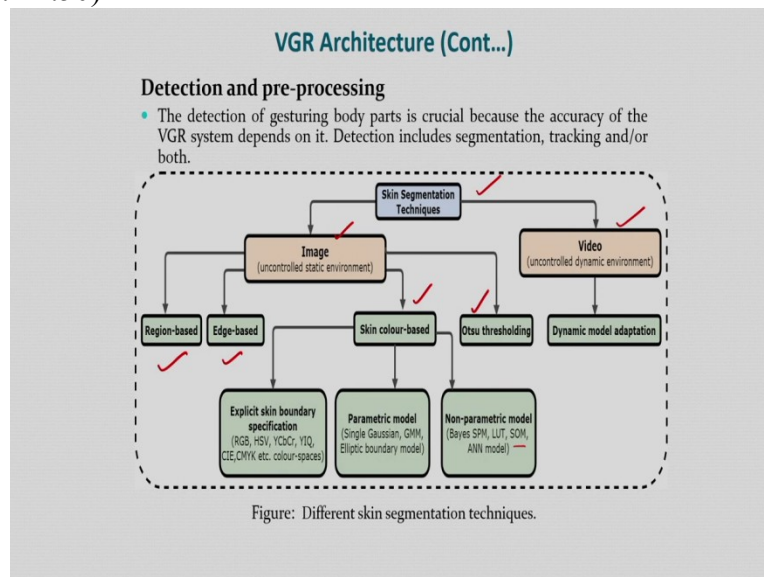 VGR Architecture (Cont...)
Detection and pre-processing
• The detection of gesturing body parts is crucial because the accuracy of the
VGR system depends on it. Detection includes segmentation, tracking and/or
both.
Skin Segmentation
Techniques
Image
(uncontrolled static environment)
Video
(uncontrolled dynamic environment)
Region-based
Edge-based
Skin colour-based
Otsu thresholding
Dynamic model adaptation
Explicit skin boundary
specification
(RGB, HSV, YCbCr, YIQ,
CIE,CMYK etc. colour-spaces)
Parametric model
(Single Gaussian, GMM,
Elliptic boundary model)
Non-parametric model
(Bayes SPM, LUT, SOM,
ANN model)
Figure: Different skin segmentation techniques.